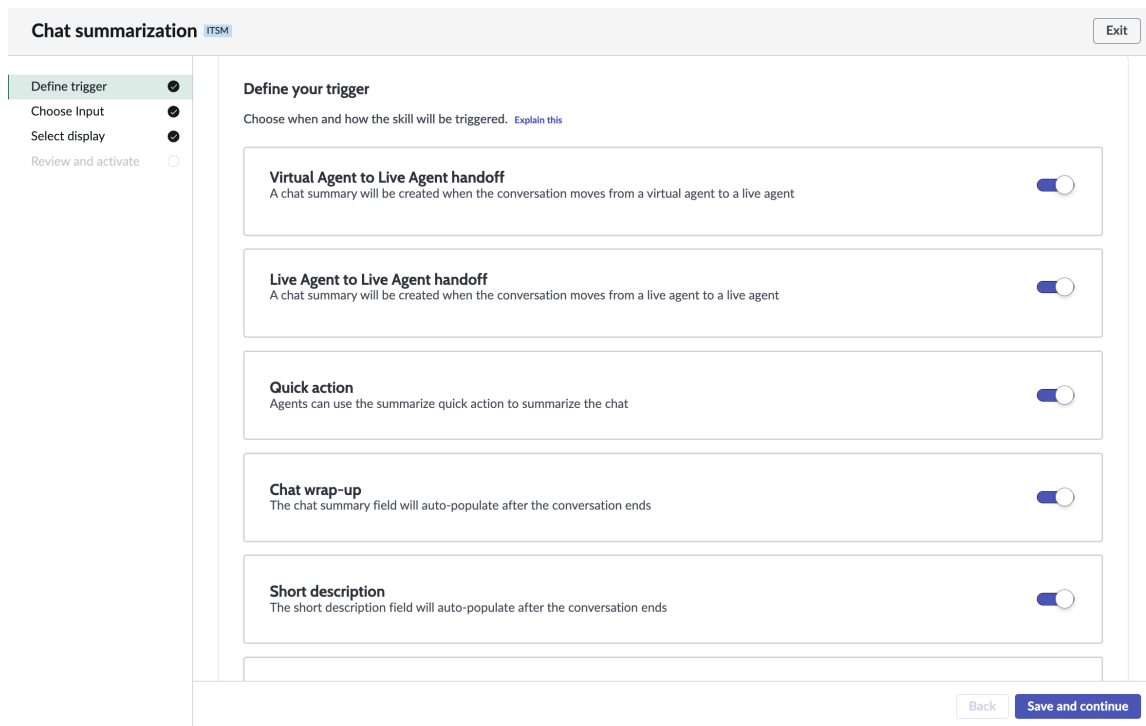 Chat summarization ITSM
Exit
Define trigger
Choose Input
Select display
Review and activate
Define your trigger
Choose when and how the skill will be triggered. Explain this
Virtual Agent to Live Agent handoff
A chat summary will be created when the conversation moves from a virtual agent to a live agent
Live Agent to Live Agent handoff
A chat summary will be created when the conversation moves from a live agent to a live agent
Quick action
Agents can use the summarize quick action to summarize the chat
Chat wrap-up
The chat summary field will auto-populate after the conversation ends
Short description
The short description field will auto-populate after the conversation ends
Back
Save and continue